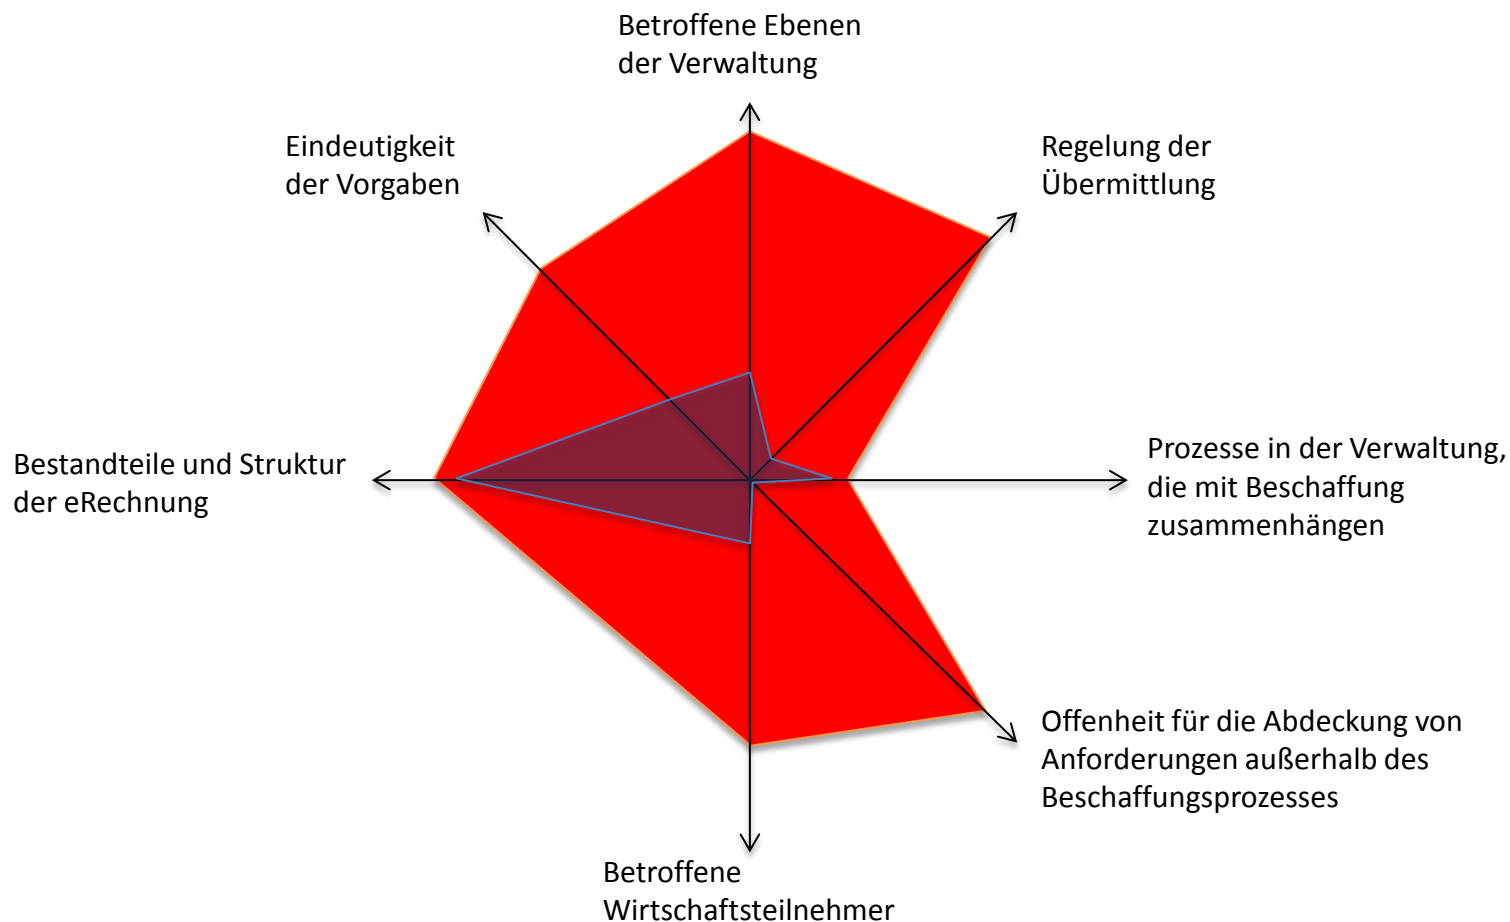 Betroffene Ebenen
der Verwaltung
Eindeutigkeit
der Vorgaben
Regelung der
Übermittlung
Bestandteile und Struktur
der eRechnung
Prozesse in der Verwaltung,
die mit Beschaffung
zusammenhängen
Offenheit für die Abdeckung von
Anforderungen außerhalb des
Beschaffungsprozesses
Betroffene
Wirtschaftsteilnehmer